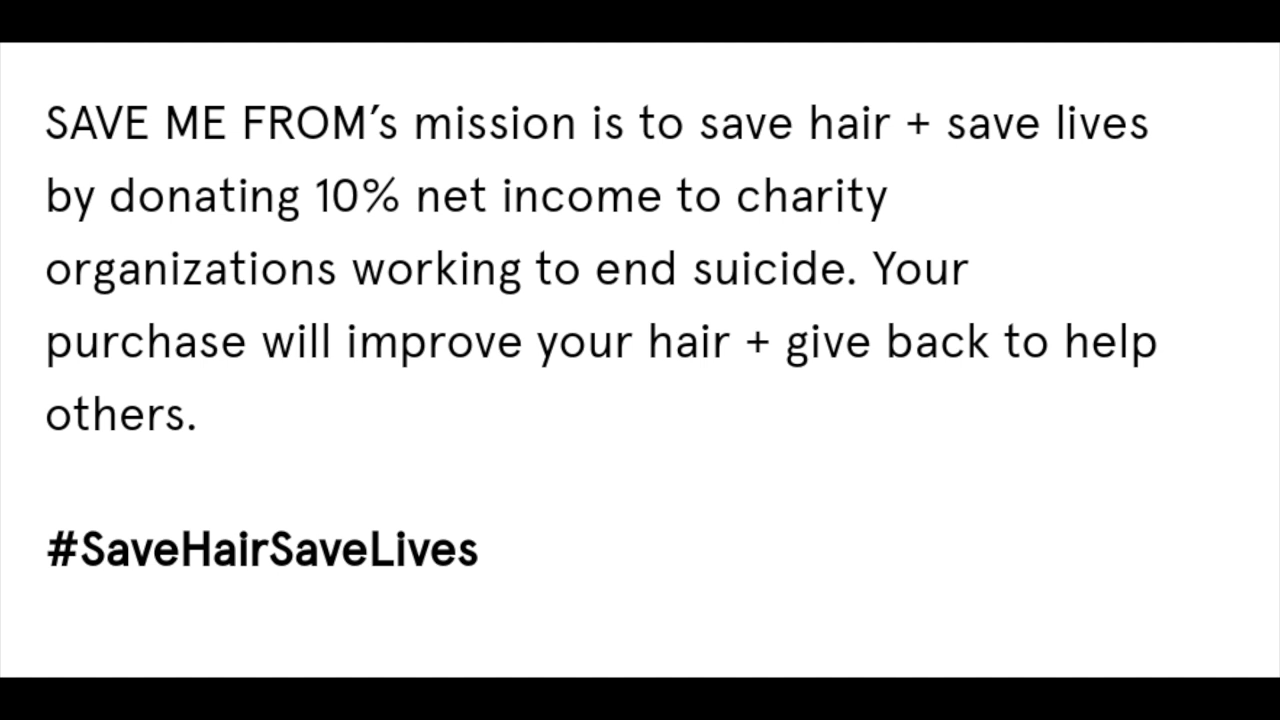 SAVE ME FROM’s mission is to save hair + save lives
by donating 10% net income to charity
organizations working to end suicide. Your
purchase will improve your hair + give back to help
others.
#SaveHairSaveLives